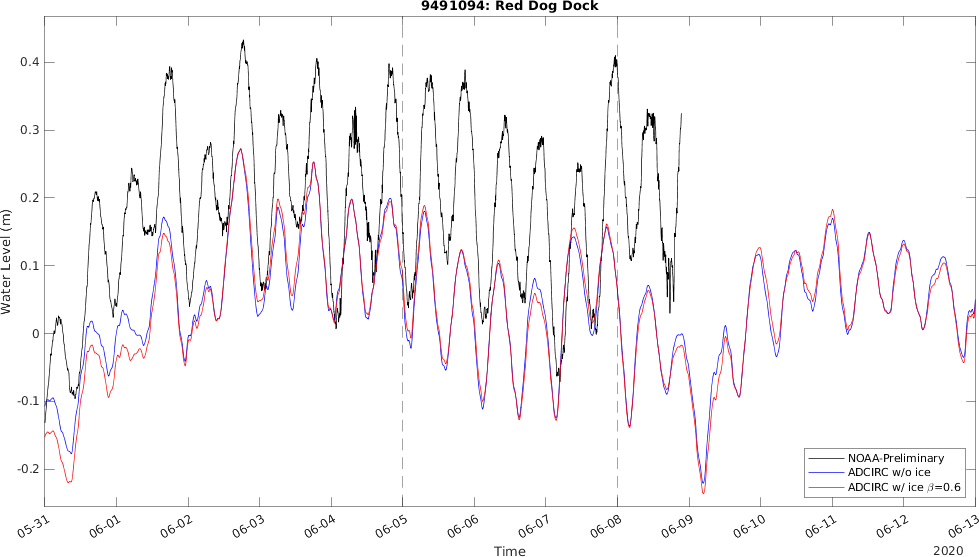 9491094: Red Dog Dock
Water Level (m)
0.4
0.3
0.2
0.1
0
-0.1
-0.2
NOAA-Preliminary
ADCIRC w/o ice
ADCIRC w/ ice β=0.6
05-31 06-01 06-02 06-03 06-04 06-05 06-06 06-07 06-08 06-09 06-10 06-11 06-12 06-13
Time
2020